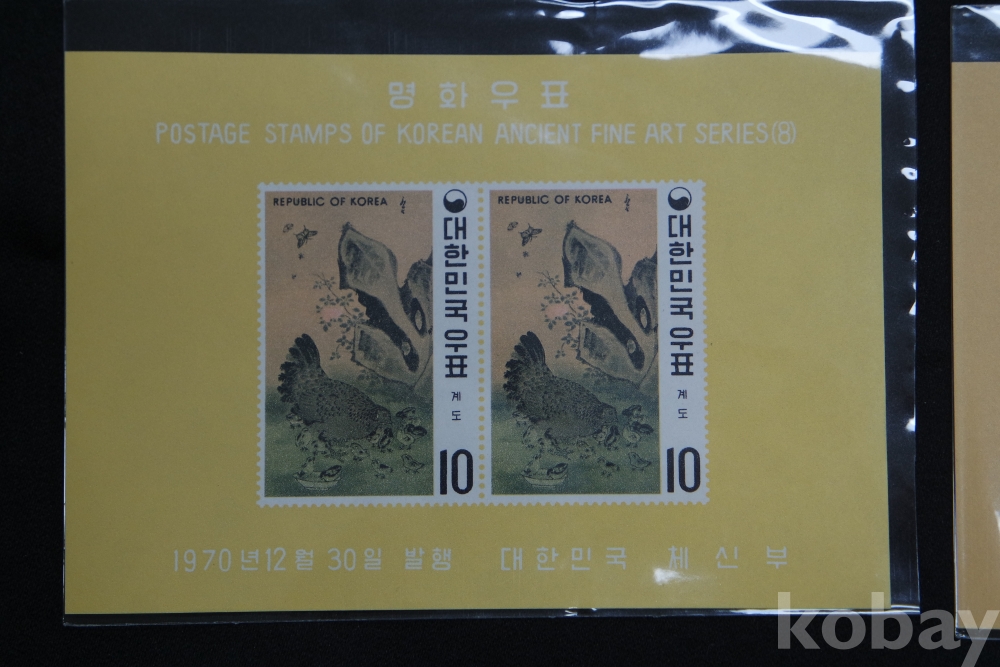 명화우표
POSTAGE STAMPS OF KOREAN ANCIENT FINE ART SERIES(8)
REPUBLIC OF KOREA
대한민국우표
계도
10
REPUBLIC OF KOREA
대한민국우표
계도
10
1970년12월 30일 발행 대한민국 체신부
kobay